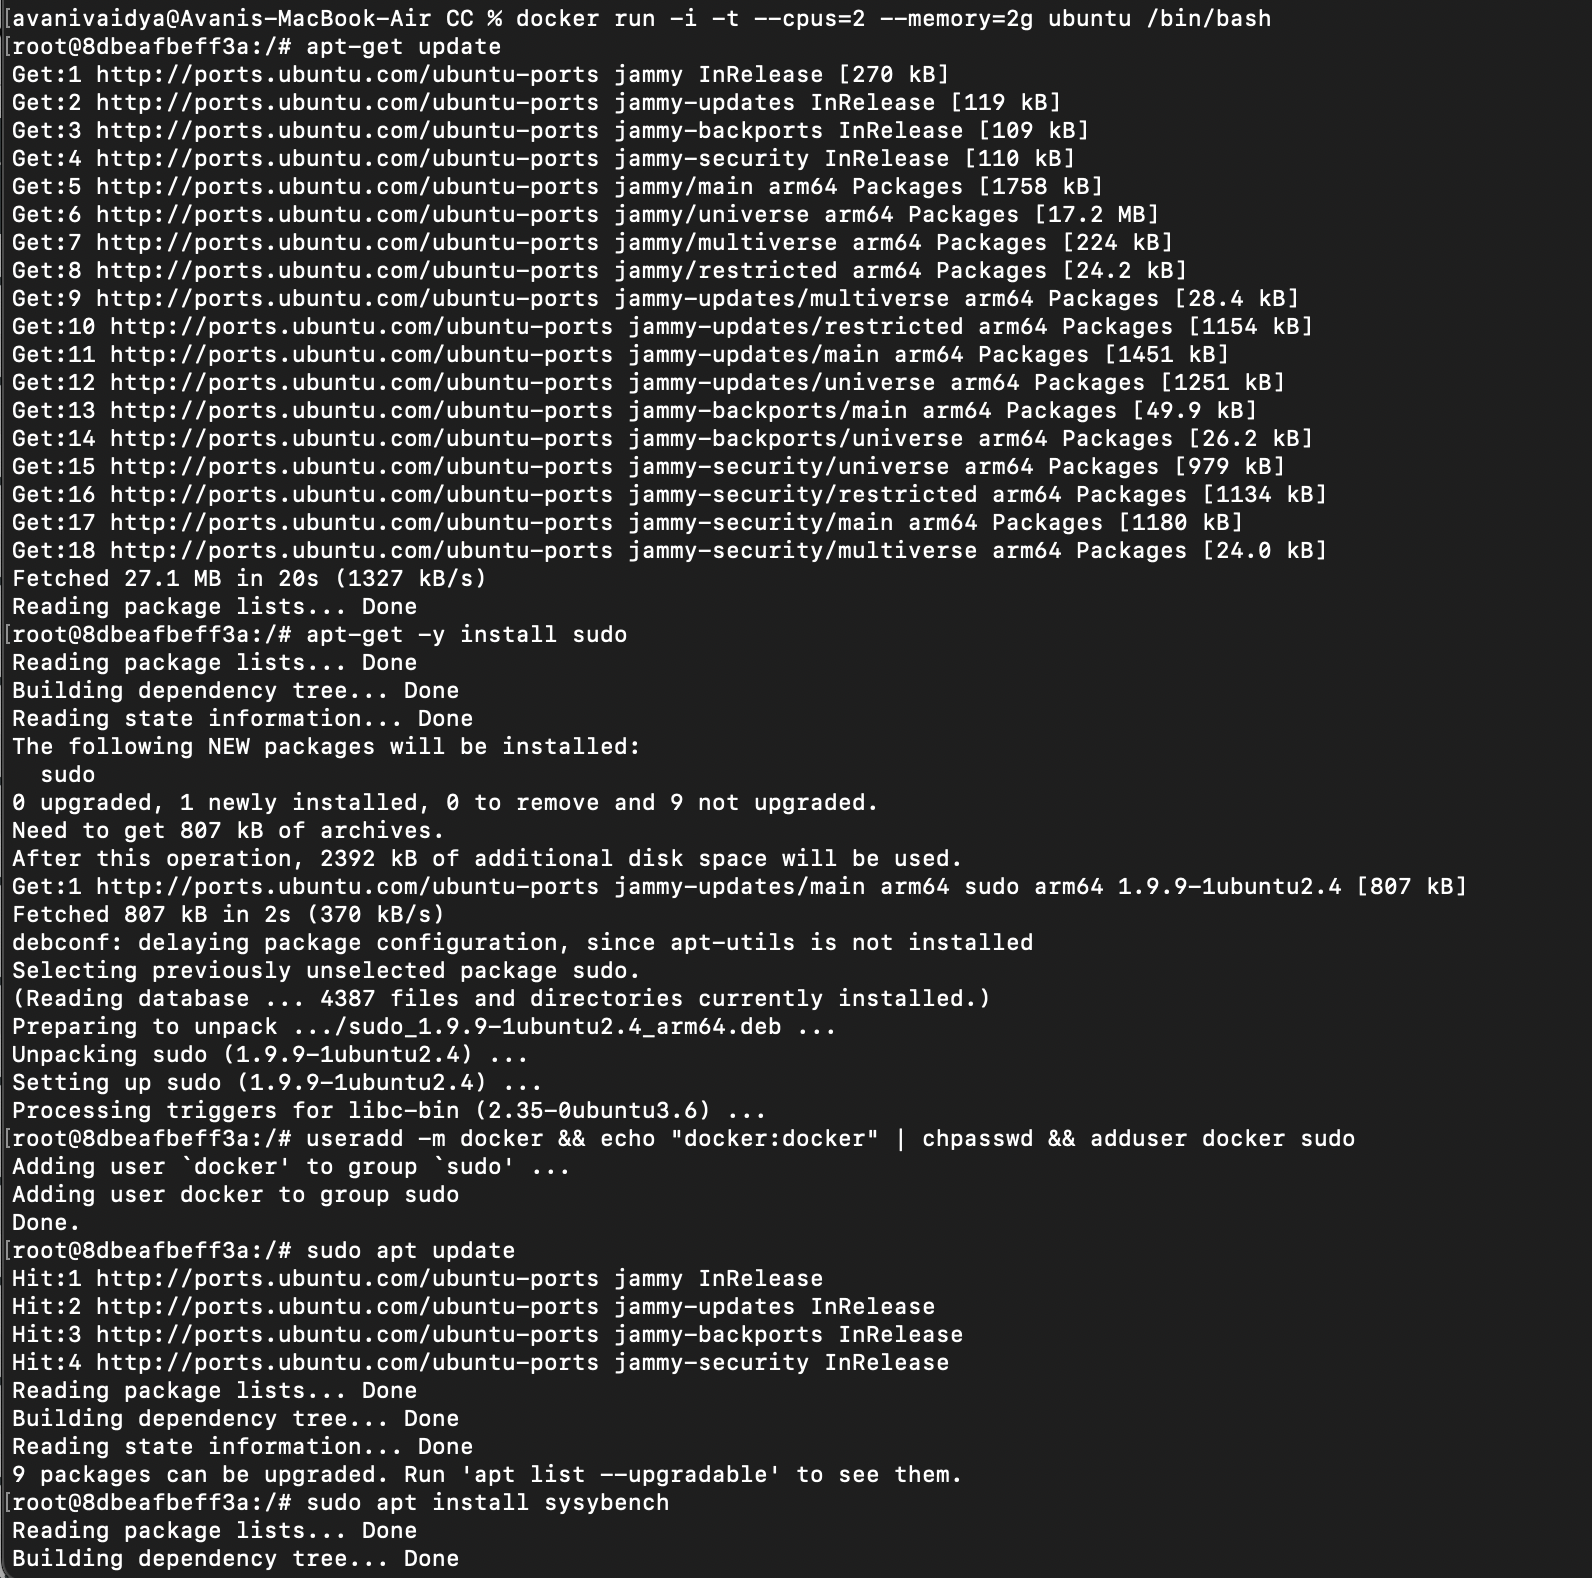 [avanivaidya@Avanis-MacBook-Air CC % docker run -i -t --cpus=2 --memory=2g ubuntu /bin/bash
[root@8dbeafbeff3a:/# apt-get update
Get:1 http://ports.ubuntu.com/ubuntu-ports jammy InRelease [270 kB]
Get:2 http://ports.ubuntu.com/ubuntu-ports jammy-updates InRelease [119 kB]
Get:3 http://ports.ubuntu.com/ubuntu-ports jammy-backports InRelease [109 kB]
Get:4 http://ports.ubuntu.com/ubuntu-ports jammy-security InRelease [110 kB]
Get:5 http://ports.ubuntu.com/ubuntu-ports jammy/main arm64 Packages [1758 kB]
Get:6 http://ports.ubuntu.com/ubuntu-ports jammy/universe arm64 Packages [17.2 MB]
Get:7 http://ports.ubuntu.com/ubuntu-ports jammy/multiverse arm64 Packages [224 kB]
Get:8 http://ports.ubuntu.com/ubuntu-ports jammy/restricted arm64 Packages [24.2 kB]
Get:9 http://ports.ubuntu.com/ubuntu-ports jammy-updates/multiverse arm64 Packages [28.4 kB]
Get:10 http://ports.ubuntu.com/ubuntu-ports jammy-updates/restricted arm64 Packages [1154 kB]
Get:11 http://ports.ubuntu.com/ubuntu-ports jammy-updates/main arm64 Packages [1451 kB]
Get:12 http://ports.ubuntu.com/ubuntu-ports jammy-updates/universe arm64 Packages [1251 kB]
Get:13 http://ports.ubuntu.com/ubuntu-ports jammy-backports/main arm64 Packages [49.9 kB]
Get:14 http://ports.ubuntu.com/ubuntu-ports jammy-backports/universe arm64 Packages [26.2 kB]
Get:15 http://ports.ubuntu.com/ubuntu-ports jammy-security/universe arm64 Packages [979 kB]
Get:16 http://ports.ubuntu.com/ubuntu-ports jammy-security/restricted arm64 Packages [1134 kB]
Get:17 http://ports.ubuntu.com/ubuntu-ports jammy-security/main arm64 Packages [1180 kB]
Get:18 http://ports.ubuntu.com/ubuntu-ports jammy-security/multiverse arm64 Packages [24.0 kB]
Fetched 27.1 MB in 20s (1327 kB/s)
Reading package lists... Done
[root@8dbeafbeff3a:/# apt-get -y install sudo
Reading package lists... Done
Building dependency tree... Done
Reading state information... Done
The following NEW packages will be installed:
  sudo
0 upgraded, 1 newly installed, 0 to remove and 9 not upgraded.
Need to get 807 kB of archives.
After this operation, 2392 kB of additional disk space will be used.
Get:1 http://ports.ubuntu.com/ubuntu-ports jammy-updates/main arm64 sudo arm64 1.9.9-1ubuntu2.4 [807 kB]
Fetched 807 kB in 2s (370 kB/s)
debconf: delaying package configuration, since apt-utils is not installed
Selecting previously unselected package sudo.
(Reading database ... 4387 files and directories currently installed.)
Preparing to unpack .../sudo_1.9.9-1ubuntu2.4_arm64.deb ...
Unpacking sudo (1.9.9-1ubuntu2.4) ...
Setting up sudo (1.9.9-1ubuntu2.4) ...
Processing triggers for libc-bin (2.35-0ubuntu3.6) ...
[root@8dbeafbeff3a:/# useradd -m docker && echo "docker:docker" | chpasswd && adduser docker sudo
Adding user `docker' to group `sudo' ...
Adding user docker to group sudo
Done.
[root@8dbeafbeff3a:/# sudo apt update
Hit:1 http://ports.ubuntu.com/ubuntu-ports jammy InRelease
Hit:2 http://ports.ubuntu.com/ubuntu-ports jammy-updates InRelease
Hit:3 http://ports.ubuntu.com/ubuntu-ports jammy-backports InRelease
Hit:4 http://ports.ubuntu.com/ubuntu-ports jammy-security InRelease
Reading package lists... Done
Building dependency tree... Done
Reading state information... Done
9 packages can be upgraded. Run 'apt list --upgradable' to see them.
[root@8dbeafbeff3a:/# sudo apt install sysybench
Reading package lists... Done
Building dependency tree... Done